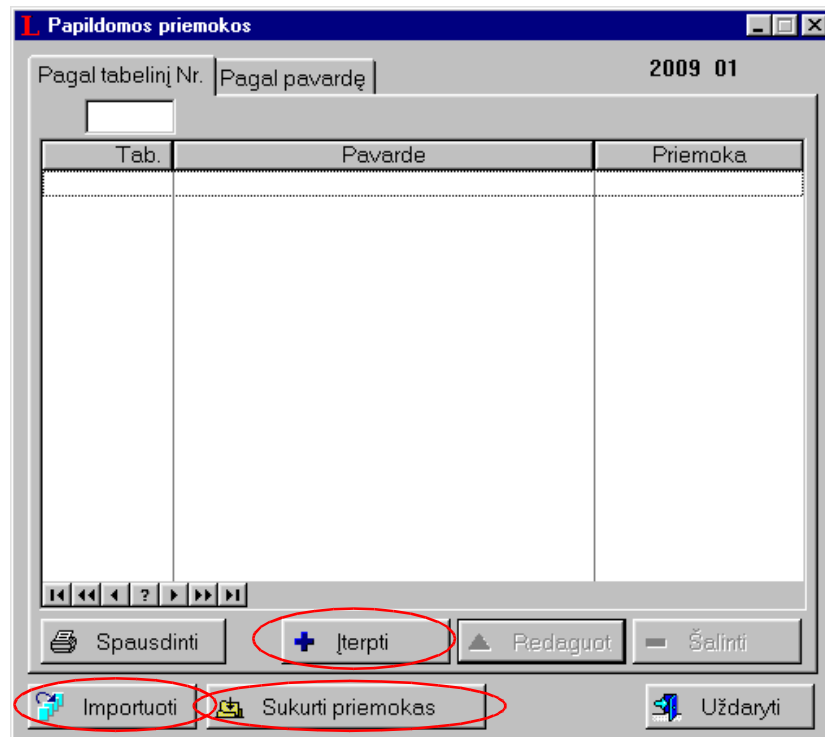 L Papildomos priemokos
Pagal tabelinį Nr. Pagal pavardę 2009 01
Tab. Pavarde Priemoka
?
Spausdinti Įterpti Redaguot Šalinti
Importuoti Sukurti priemokas Uždaryti